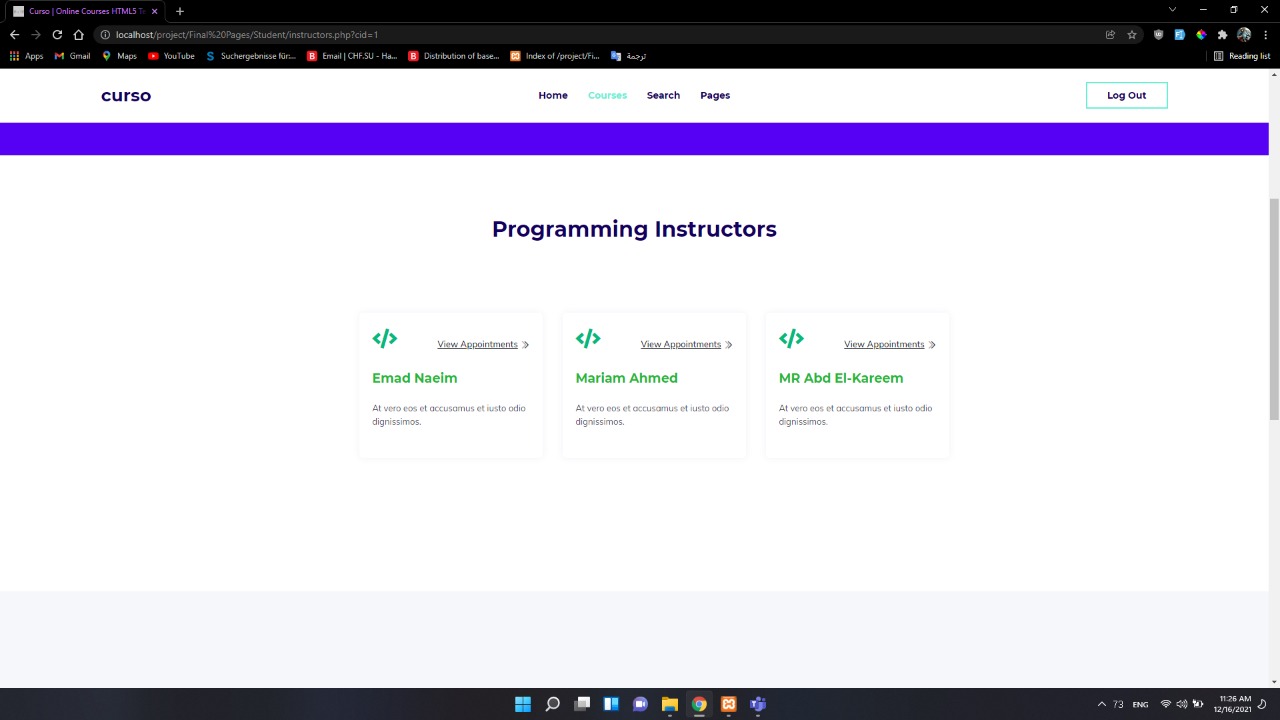 Curso | Online Courses HTML5 Te
localhost/project/Final%20Pages/Student/instructors.php?cid=1
Apps Gmail Maps YouTube Suchergebnisse für:... Email | CHF.SU - Ha... Distribution of base... Index of /project/Fi... ترجمة Reading list
curso Home Courses Search Pages Log Out
Programming Instructors
View Appointments View Appointments View Appointments
Emad Naeim Mariam Ahmed MR Abd El-Kareem
At vero eos et accusamus et iusto odio At vero eos et accusamus et iusto odio At vero eos et accusamus et iusto odio
dignissimos. dignissimos. dignissimos.
73 ENG 11:26 AM
12/16/2021